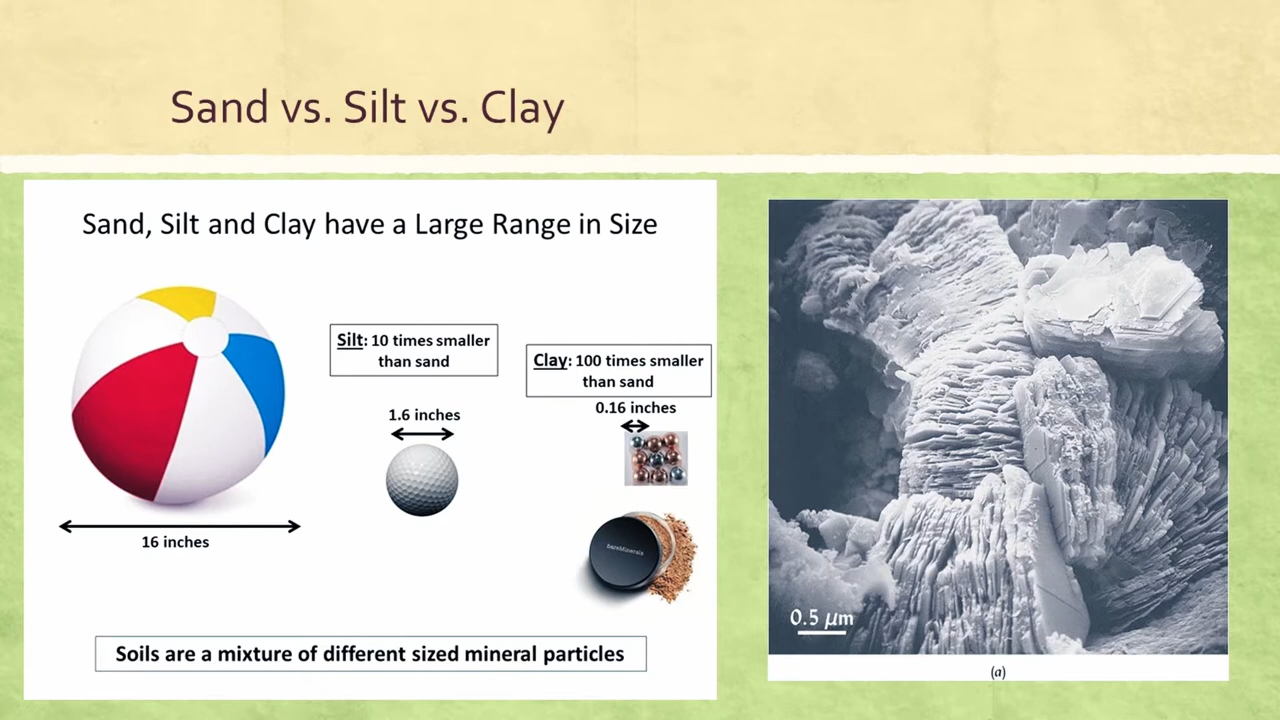 Sand vs. Silt vs. Clay
Sand, Silt and Clay have a Large Range in Size
Silt: 10 times smaller
than sand
Clay: 100 times smaller
than sand
1.6 inches
0.16 inches
16 inches
bareMinerals
Soils are a mixture of different sized mineral particles
0.5 μm
(a)